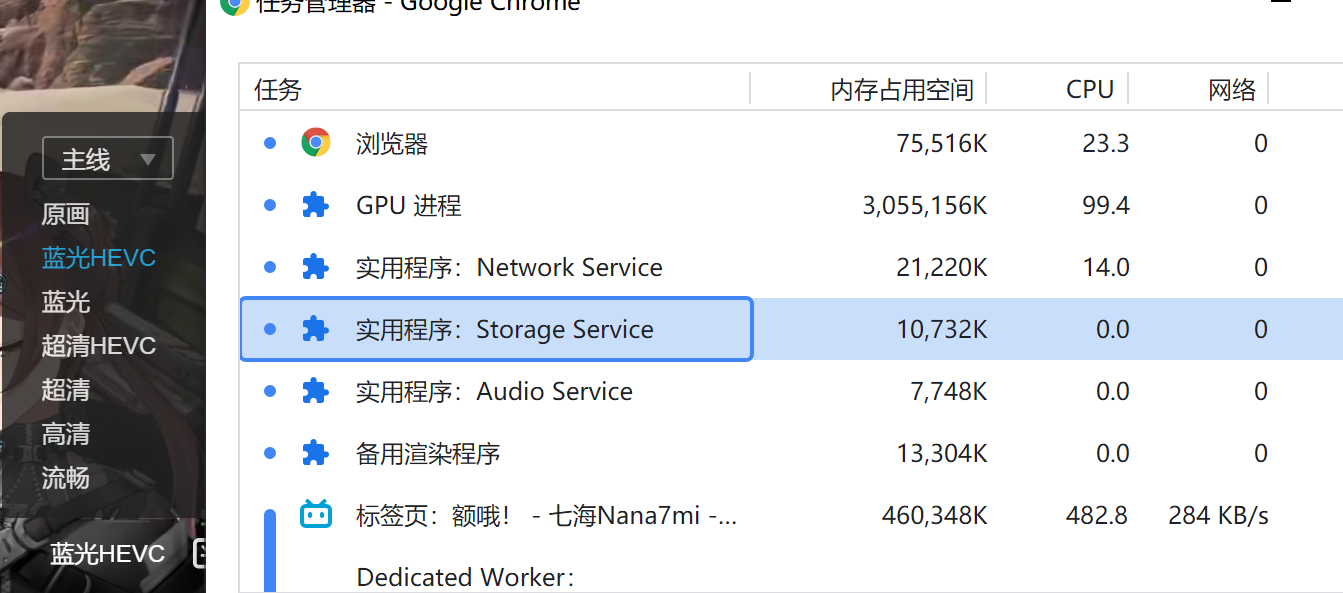 任务管理器 - Google Chrome
任务 内存占用空间 CPU 网络
浏览器 75,516K 23.3 0
GPU 进程 3,055,156K 99.4 0
实用程序：Network Service 21,220K 14.0 0
实用程序：Storage Service 10,732K 0.0 0
实用程序：Audio Service 7,748K 0.0 0
备用渲染程序 13,304K 0.0 0
标签页：额哦！ - 七海Nana7mi -... 460,348K 482.8 284 KB/s
Dedicated Worker:
主线
原画
蓝光HEVC
蓝光
超清HEVC
超清
高清
流畅
蓝光HEVC